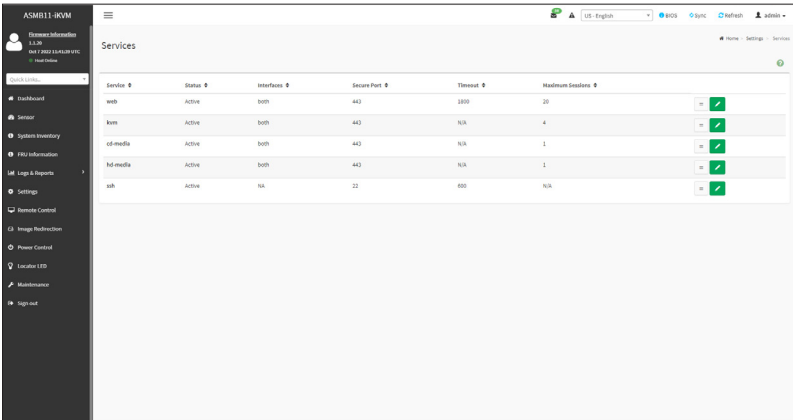 ASMB11-iKVM
US - English
BIOS
Sync
Refresh
admin
Firmware Information
1.1.26
Oct 7 2022 11:41:20 UTC
Host Online
Quick Links...
Dashboard
Sensor
System Inventory
FRU Information
Logs & Reports
Settings
Remote Control
Image Redirection
Power Control
Locator LED
Maintenance
Sign out
Services
Home - Settings - Services
Service Status Interfaces Secure Port Timeout Maximum Sessions
web Active both 443 1800 20
kvm Active both 443 N/A 4
cd-media Active both 443 N/A 1
hd-media Active both 443 N/A 1
ssh Active NA 22 600 N/A